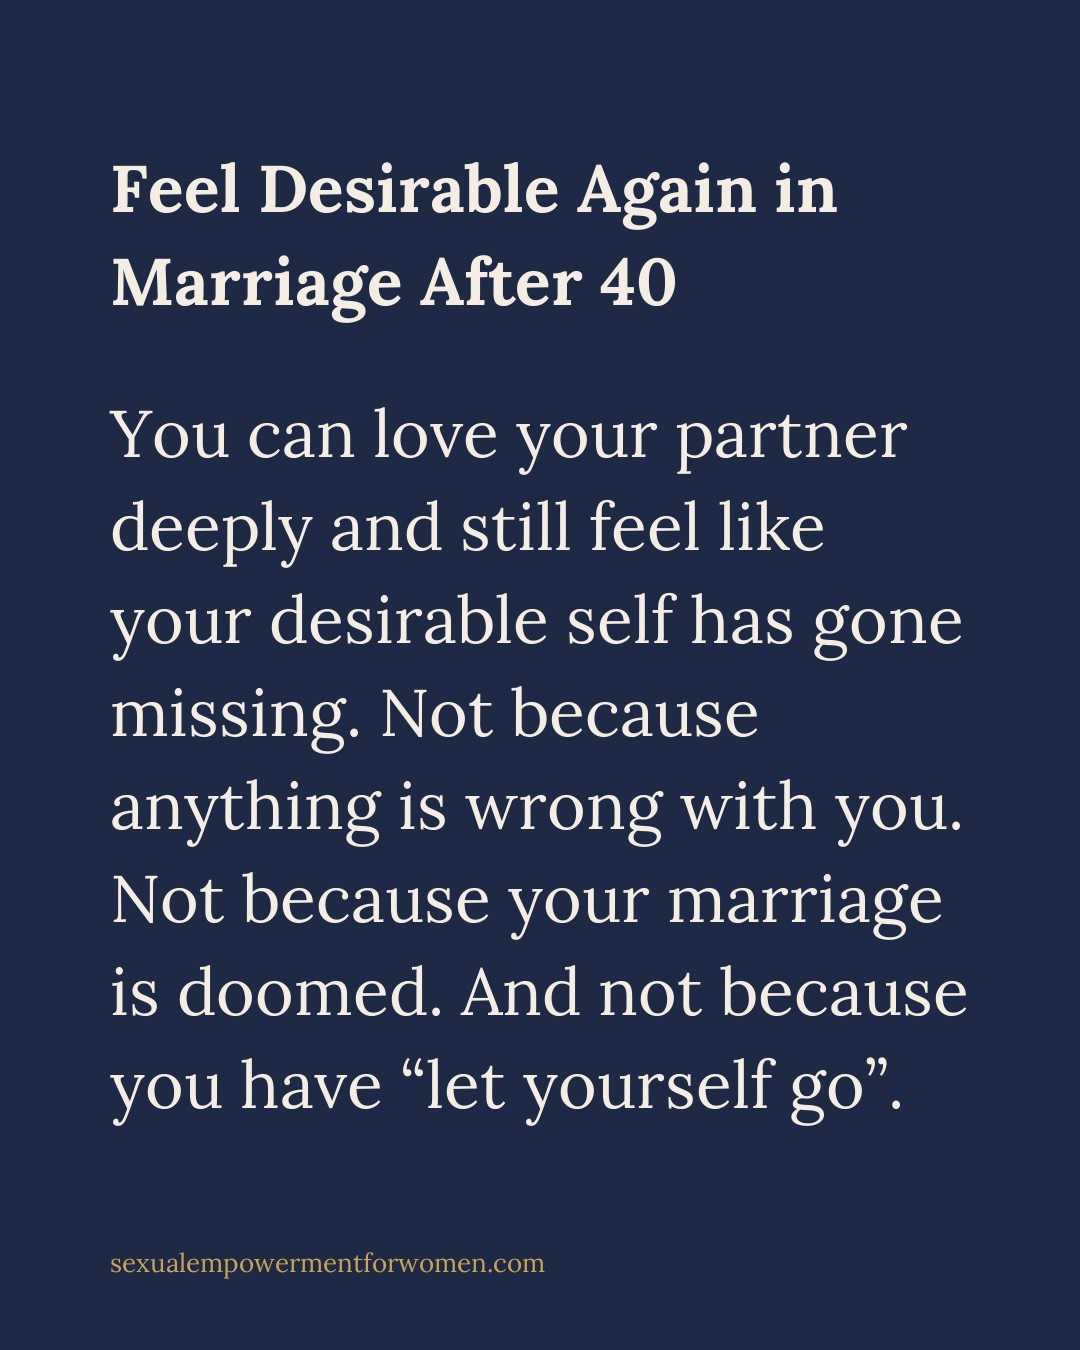 Feel Desirable Again in
Marriage After 40
You can love your partner
deeply and still feel like
your desirable self has gone
missing. Not because
anything is wrong with you.
Not because your marriage
is doomed. And not because
you have “let yourself go”.
sexualempowermentforwomen.com